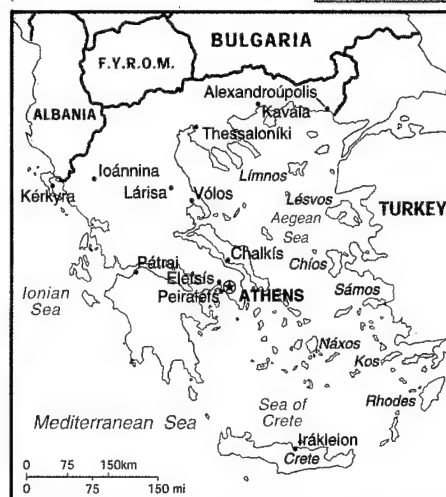 BULGARIA
F.Y.R.O.M.
ALBANIA
Alexandroúpolis
Kavála
Thessaloníki
Ioánnina
Límnos
Kérkyra
Lárisa
Vólos
Lésvos
Aegean
Sea
TURKEY
Chalkís
Chíos
Pátrai
Elefsís
Peiraiéfs
ATHENS
Ionian
Sea
Sámos
Náxos
Kos
Rhodes
Mediterranean Sea
Sea of
Crete
Irákleion
Crete
0 75 150km
0 75 150 mi